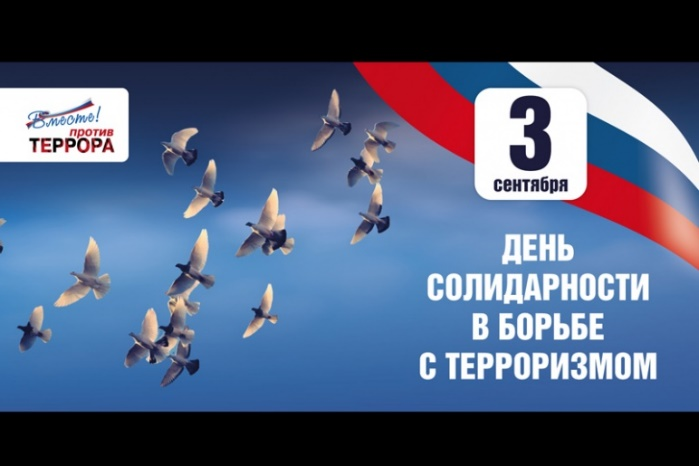 Вместе!
против
ТЕРРОРА
3
сентября
ДЕНЬ
СОЛИДАРНОСТИ
В БОРЬБЕ
С ТЕРРОРИЗМОМ